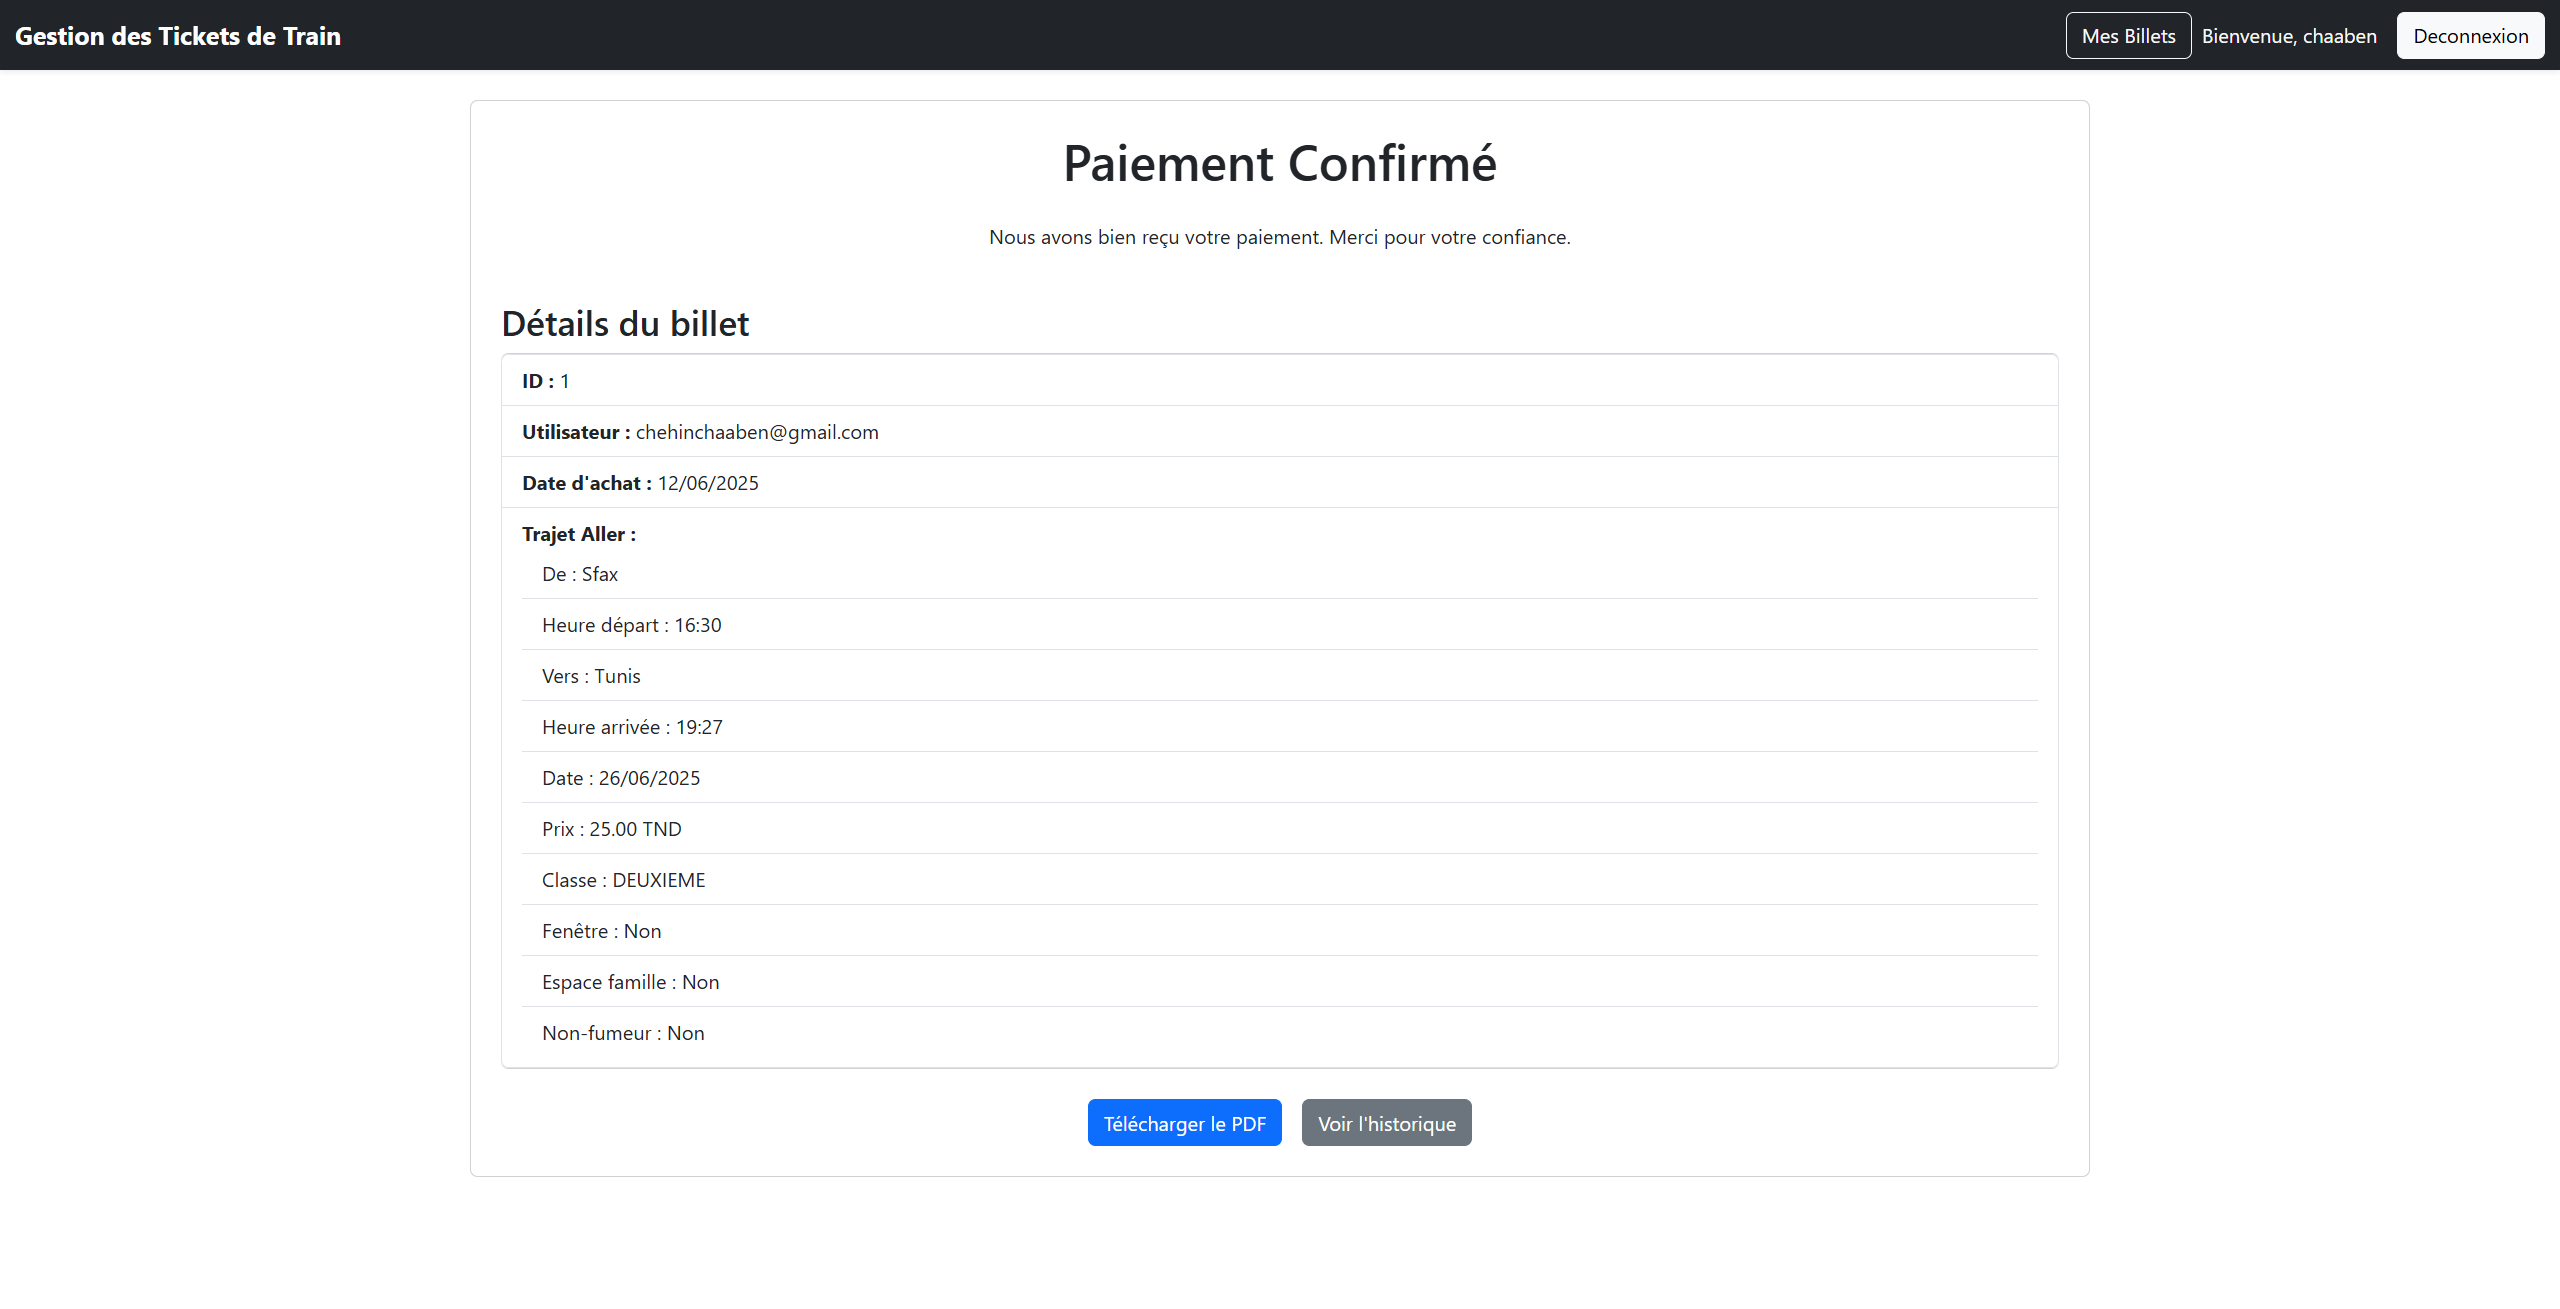 Gestion des Tickets de Train
Mes Billets
Bienvenue, chaaben
Deconnexion
Paiement Confirmé
Nous avons bien reçu votre paiement. Merci pour votre confiance.
Détails du billet
ID : 1
Utilisateur : chehinchaaben@gmail.com
Date d'achat : 12/06/2025
Trajet Aller :
De : Sfax
Heure départ : 16:30
Vers : Tunis
Heure arrivée : 19:27
Date : 26/06/2025
Prix : 25.00 TND
Classe : DEUXIEME
Fenêtre : Non
Espace famille : Non
Non-fumeur : Non
Télécharger le PDF
Voir l'historique